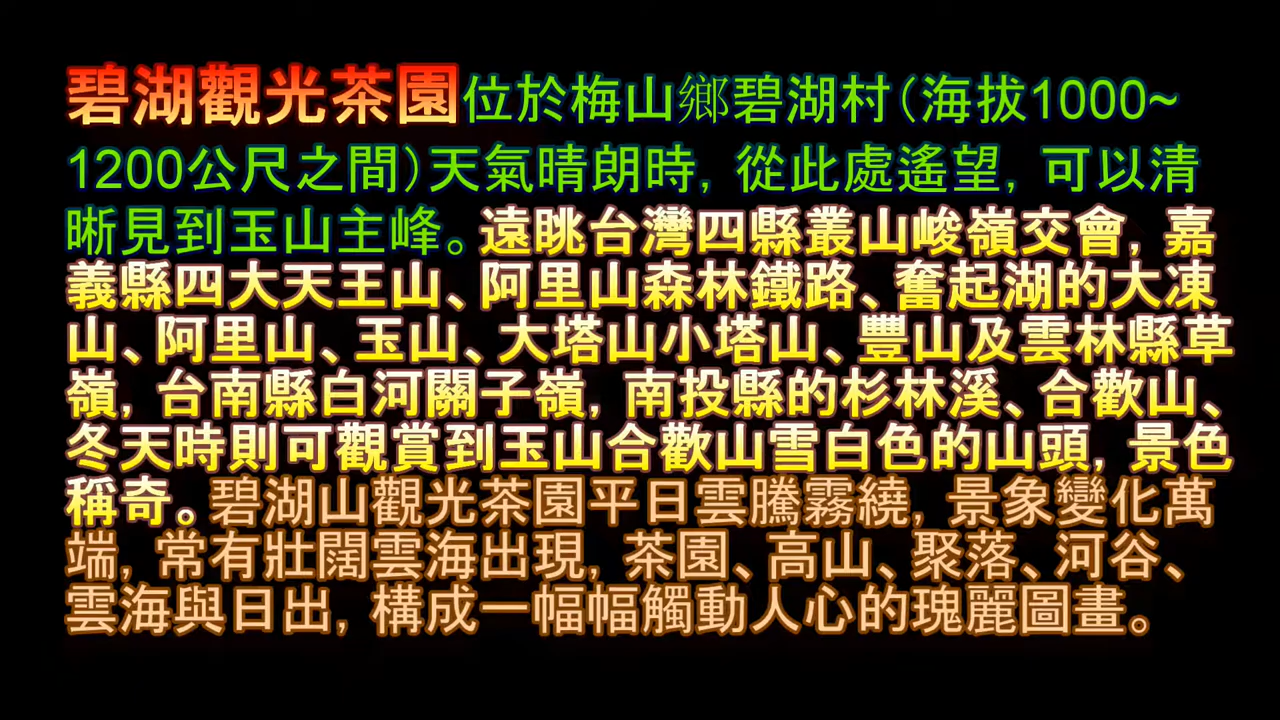 碧湖觀光茶園位於梅山鄉碧湖村(海拔1000~
1200公尺之間)天氣晴朗時, 從此處遙望, 可以清
晰見到玉山主峰。遠眺台灣四縣叢山峻嶺交會, 嘉
義縣四大天王山、阿里山森林鐵路、奮起湖的大凍
山、阿里山、玉山、大塔山小塔山、豐山及雲林縣草
嶺, 台南縣白河關子嶺, 南投縣的杉林溪、合歡山、
冬天時則可觀賞到玉山合歡山雪白色的山頭, 景色
稱奇。碧湖山觀光茶園平日雲騰霧繞, 景象變化萬
端, 常有壯闊雲海出現, 茶園、高山、聚落、河谷、
雲海與日出, 構成一幅幅觸動人心的瑰麗圖畫。